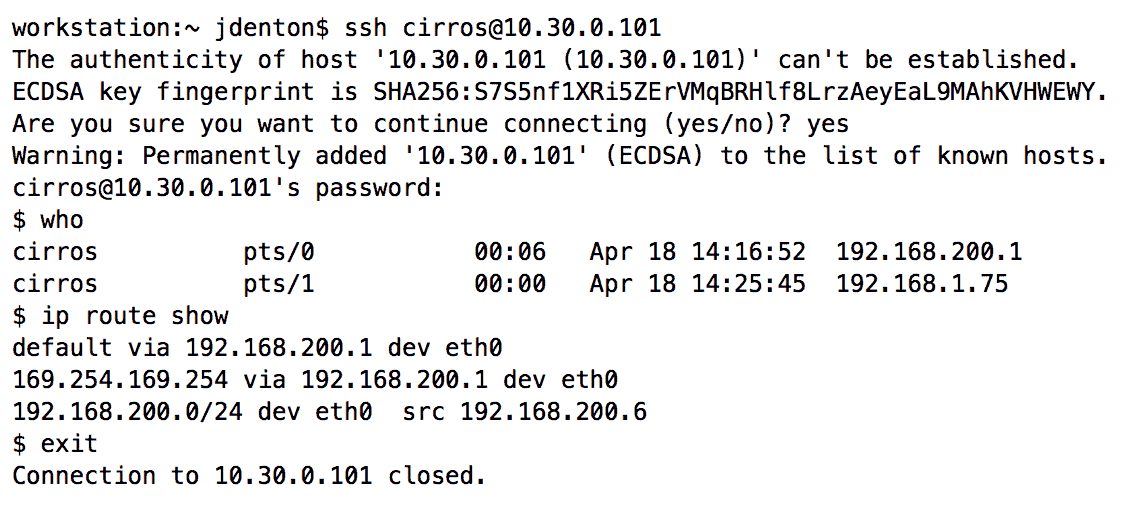 workstation:~ jdenton$ ssh cirros@10.30.0.101
The authenticity of host '10.30.0.101 (10.30.0.101)' can't be established.
ECDSA key fingerprint is SHA256:S7S5nf1XRi5ZErVMqBRHlf8LrzAeyEaL9MAhKVHWEWY.
Are you sure you want to continue connecting (yes/no)? yes
Warning: Permanently added '10.30.0.101' (ECDSA) to the list of known hosts.
cirros@10.30.0.101's password:
$ who
cirros          pts/0           00:06   Apr 18 14:16:52  192.168.200.1
cirros          pts/1           00:00   Apr 18 14:25:45  192.168.1.75
$ ip route show
default via 192.168.200.1 dev eth0
169.254.169.254 via 192.168.200.1 dev eth0
192.168.200.0/24 dev eth0  src 192.168.200.6
$ exit
Connection to 10.30.0.101 closed.